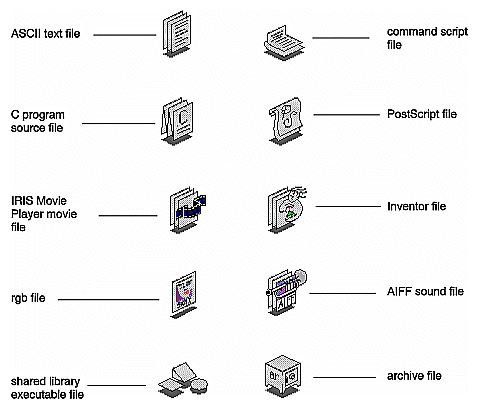 ASCII text file
command script
file
C program
source file
PostScript file
IRIS Movie
Player movie
file
Inventor file
rgb file
AIFF sound file
shared library
executable file
archive file